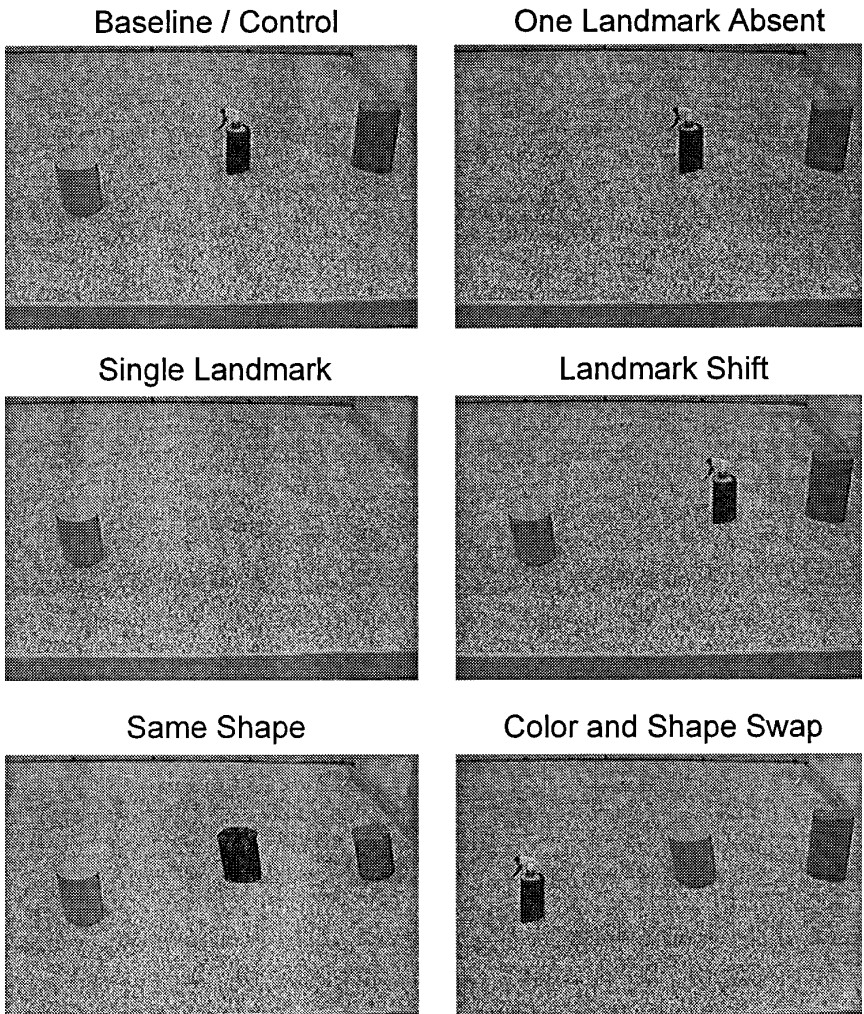 Baseline / Control
One Landmark Absent
Single Landmark
Landmark Shift
Same Shape
Color and Shape Swap